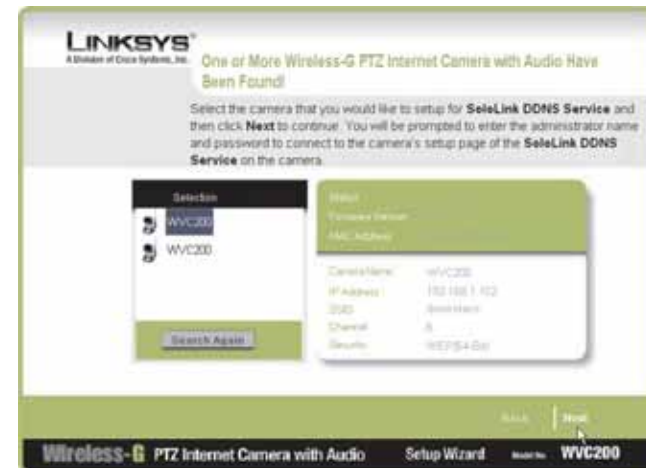 LINKSYS®
A Division of Cisco Systems, Inc.
One or More Wireless-G PTZ Internet Camera with Audio Have
Been Found!
Select the camera that you would like to setup for SoloLink DDNS Service and
then click Next to continue. You will be prompted to enter the administrator name
and password to connect to the camera's setup page of the SoloLink DDNS
Service on the camera.
Selection
WVC200
WVC200
Search Again
Status
Firmware Version
MAC Address
Camera Name: WVC200
IP Address: 192.168.1.102
SSID:
Channel: 6
Security: WEP(64-Bit)
Back
Next
Wireless-G PTZ Internet Camera with Audio
Setup Wizard
Model No. WVC200